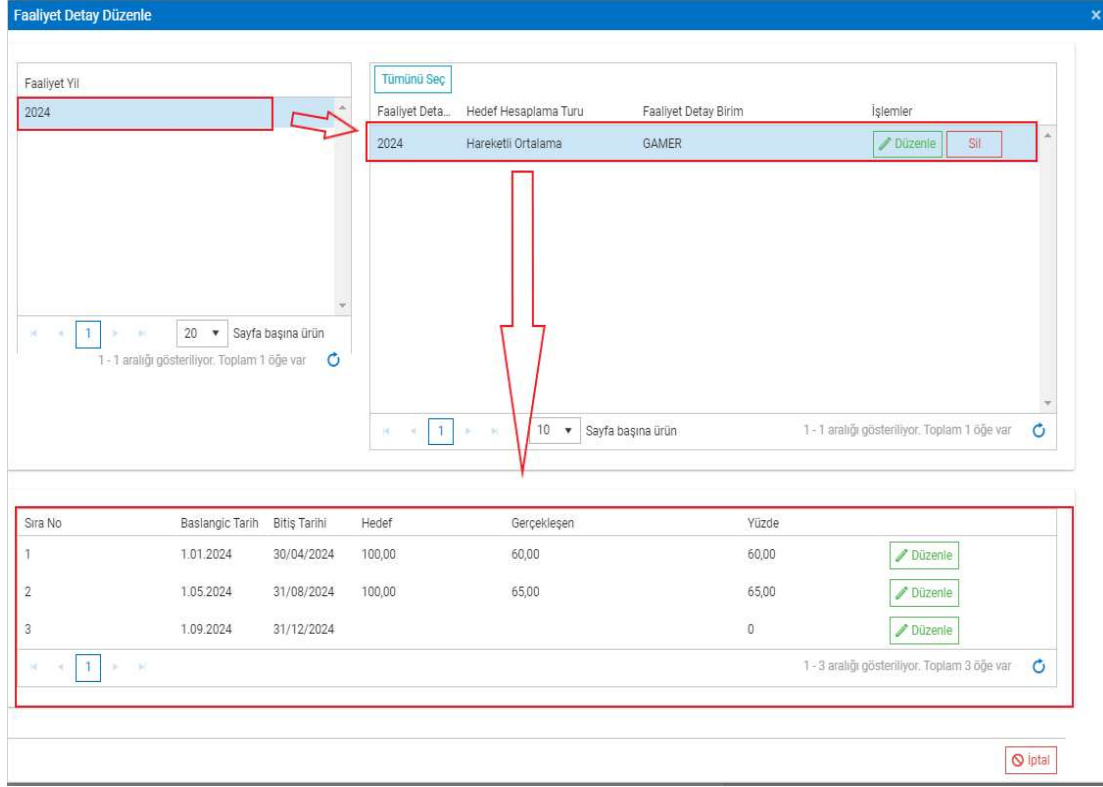 Faaliyet Detay Düzenle ×
Faaliyet Yil
2024
1
20 Sayfa başına ürün
1 - 1 aralığı gösteriliyor. Toplam 1 öğe var
Tümünü Seç
Faaliyet Deta... Hedef Hesaplama Turu Faaliyet Detay Birim İşlemler
2024 Hareketli Ortalama GAMER Düzenle Sil
1 10 Sayfa başına ürün 1 - 1 aralığı gösteriliyor. Toplam 1 öğe var
Sıra No Baslangic Tarih Bitiş Tarihi Hedef Gerçekleşen Yüzde
1 1.01.2024 30/04/2024 100,00 60,00 60,00 Düzenle
2 1.05.2024 31/08/2024 100,00 65,00 65,00 Düzenle
3 1.09.2024 31/12/2024 0 Düzenle
1 1 - 3 aralığı gösteriliyor. Toplam 3 öğe var
İptal